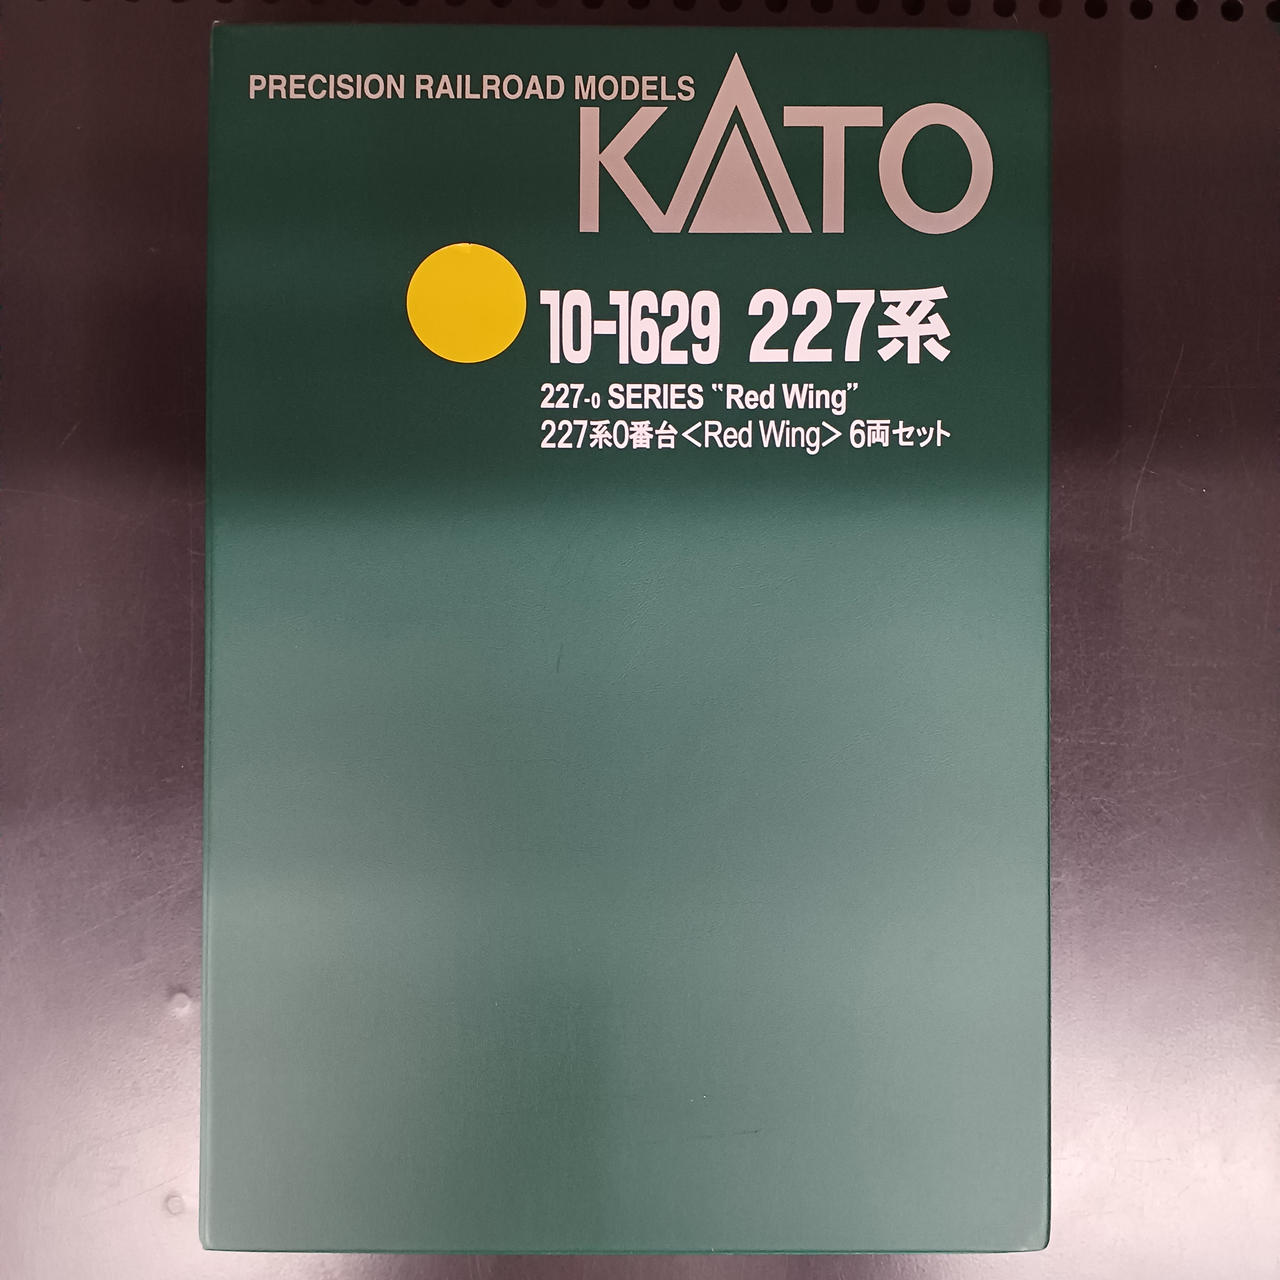 PRECISION RAILROAD MODELS
KATO
10-1629 227系
227-0 SERIES "Red Wing"
227系0番台<Red Wing> 6両セット